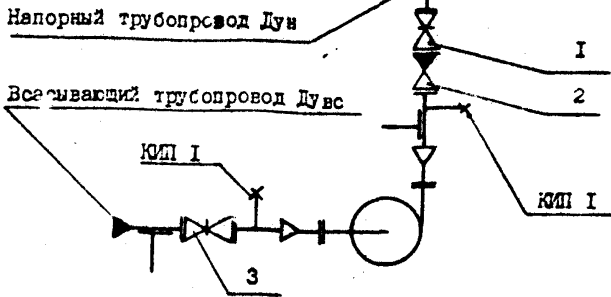 Напорный трубопровод Дун
I
2
Всасывающий трубопровод Дувс
КИП I
КИП I
3